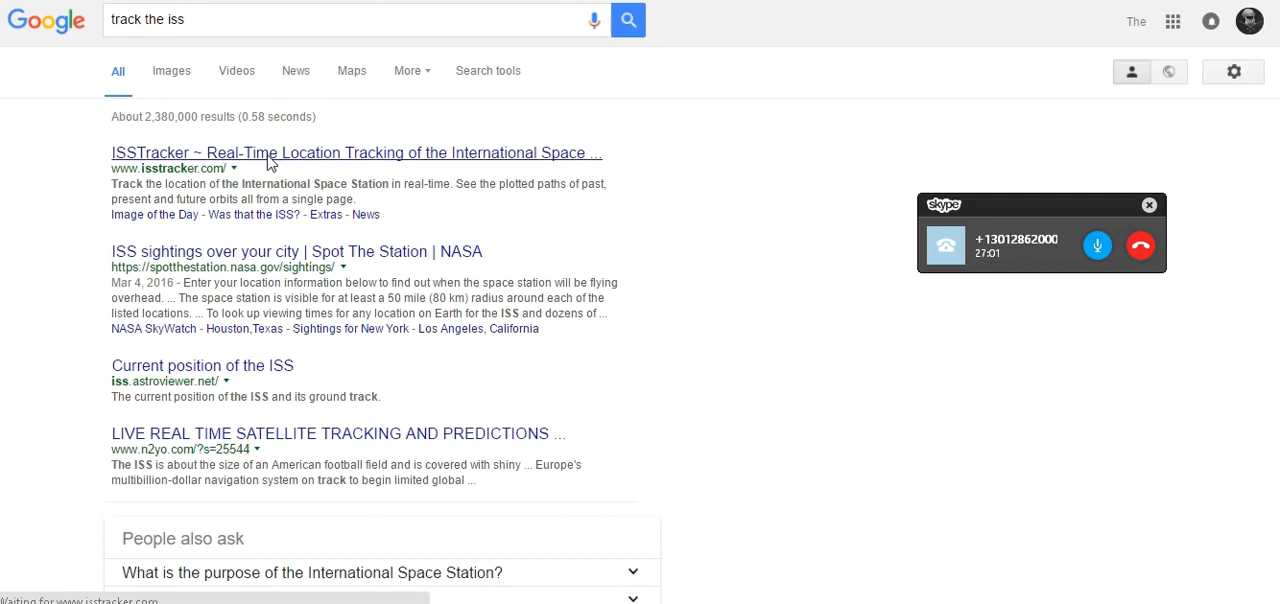 Google
track the iss
The
All
Images
Videos
News
Maps
More
Search tools
About 2,380,000 results (0.58 seconds)
ISSTracker ~ Real-Time Location Tracking of the International Space ...
www.isstracker.com/
Track the location of the International Space Station in real-time. See the plotted paths of past,
present and future orbits all from a single page.
Image of the Day - Was that the ISS? - Extras - News
ISS sightings over your city | Spot The Station | NASA
https://spotthestation.nasa.gov/sightings/
Mar 4, 2016 - Enter your location information below to find out when the space station will be flying
overhead. ... The space station is visible for at least a 50 mile (80 km) radius around each of the
listed locations. ... To look up viewing times for any location on Earth for the ISS and dozens of ...
NASA SkyWatch - Houston,Texas - Sightings for New York - Los Angeles, California
Current position of the ISS
iss.astroviewer.net/
The current position of the ISS and its ground track.
LIVE REAL TIME SATELLITE TRACKING AND PREDICTIONS ...
www.n2yo.com/?s=25544
The ISS is about the size of an American football field and is covered with shiny ... Europe's
multibillion-dollar navigation system on track to begin limited global ...
People also ask
What is the purpose of the International Space Station?
Waiting for www.isstracker.com
skype
+13012862000
27:01